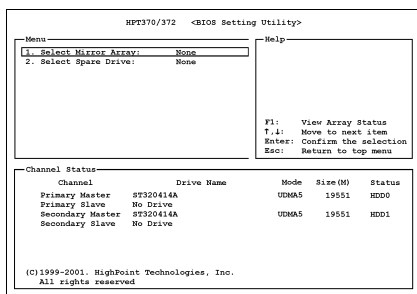 HPT370/372 <BIOS Setting Utility>
Menu
1. Select Mirror Array: None
2. Select Spare Drive: None
Help
F1: View Array Status
↑,↓: Move to next item
Enter: Confirm the selection
Esc: Return to top menu
Channel Status
Channel Drive Name Mode Size(M) Status
Primary Master ST320414A UDMA5 19551 HDD0
Primary Slave No Drive
Secondary Master ST320414A UDMA5 19551 HDD1
Secondary Slave No Drive
(C)1999-2001. HighPoint Technologies, Inc.
All rights reserved